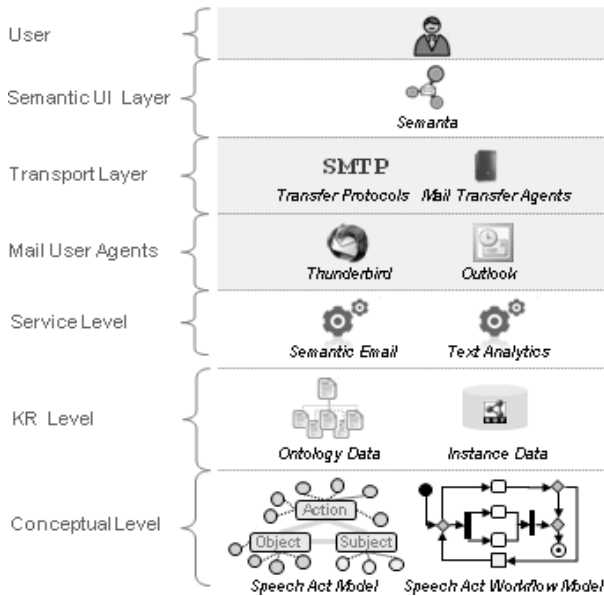 User
Semantic UI Layer
Semanta
Transport Layer
SMTP
Transfer Protocols
Mail Transfer Agents
Mail User Agents
Thunderbird
Outlook
Service Level
Semantic Email
Text Analytics
KR Level
Ontology Data
Instance Data
Conceptual Level
Action
Object
Subject
Speech Act Model
Speech Act Workflow Model